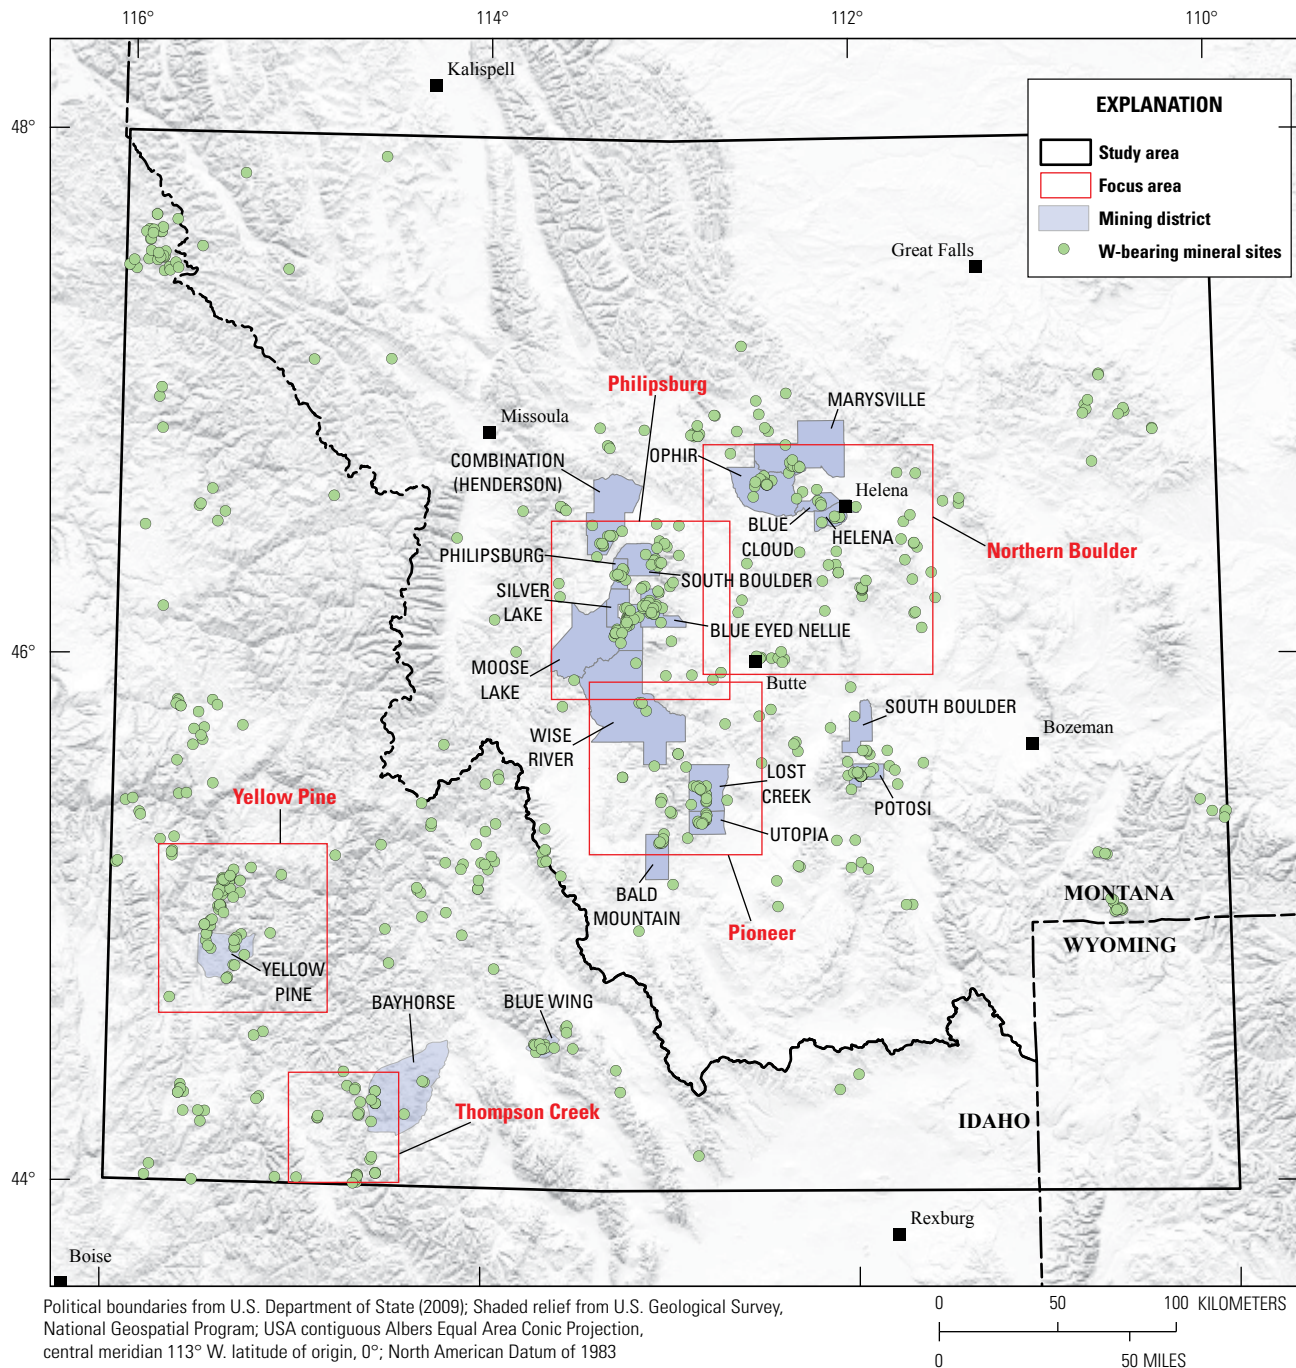 116°
114°
112°
110°
48°
46°
44°
EXPLANATION
Study area
Focus area
Mining district
W-bearing mineral sites
Kalispell
Great Falls
Philipsburg
MARYSVILLE
Missoula
OPHIR
COMBINATION
(HENDERSON)
Helena
BLUE
CLOUD
HELENA
Northern Boulder
PHILIPSBURG
SOUTH BOULDER
SILVER
LAKE
BLUE EYED NELLIE
MOOSE
LAKE
Butte
SOUTH BOULDER
Bozeman
WISE
RIVER
LOST
CREEK
POTOSI
Yellow Pine
UTOPIA
BALD
MOUNTAIN
Pioneer
MONTANA
WYOMING
YELLOW
PINE
BAYHORSE
BLUE WING
Thompson Creek
IDAHO
Rexburg
Boise
Political boundaries from U.S. Department of State (2009); Shaded relief from U.S. Geological Survey,
National Geospatial Program; USA contiguous Albers Equal Area Conic Projection,
central meridian 113° W. latitude of origin, 0°; North American Datum of 1983
0 50 100 KILOMETERS
0 50 MILES